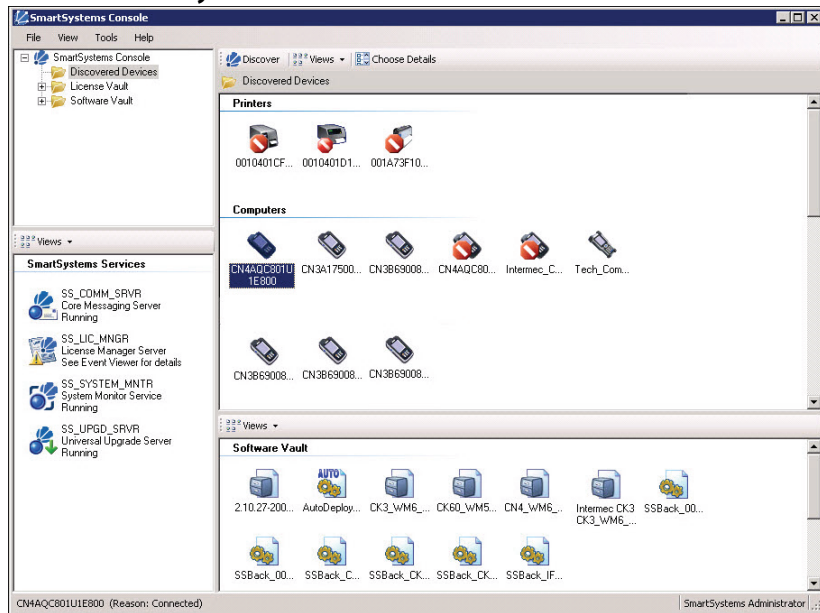 SmartSystems Console
File View Tools Help
SmartSystems Console
Discovered Devices
License Vault
Software Vault
Discover Views Choose Details
Discovered Devices
Printers
0010401CF... 0010401D1... 001A73F10...
Computers
CN4AQC801U CN3A17500... CN3B69008... CN4AQC80... Intermec_C... Tech_Com...
1E800
CN3B69008... CN3B69008... CN3B69008...
Views
SmartSystems Services
SS_COMM_SRVR
Core Messaging Server
Running
SS_LIC_MNGR
License Manager Server
See Event Viewer for details
SS_SYSTEM_MNTR
System Monitor Service
Running
SS_UPGD_SRVR
Universal Upgrade Server
Running
Views
Software Vault
AUTO
2.10.27-200... AutoDeploy... CK3_WM6_... CK60_WM5... CN4_WM6_... Intermec CK3 SSBack_00...
CK3_WM6_...
SSBack_00... SSBack_C... SSBack_CK... SSBack_CK... SSBack_IF...
CN4AQC801U1E800 (Reason: Connected) SmartSystems Administrator